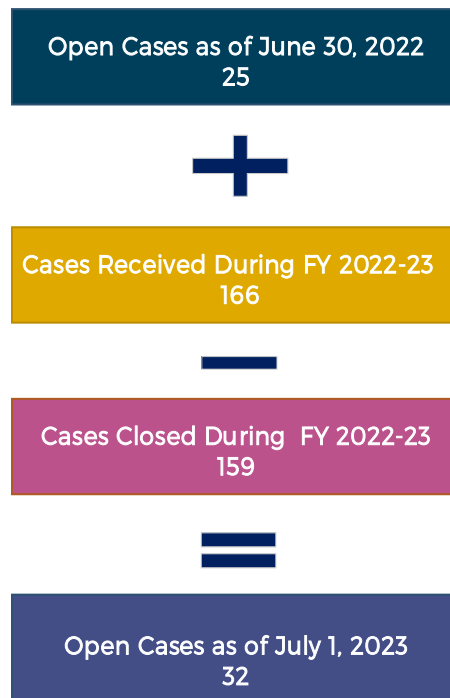 Open Cases as of June 30, 2022
25
Cases Received During FY 2022-23
166
Cases Closed During FY 2022-23
159
Open Cases as of July 1, 2023
32